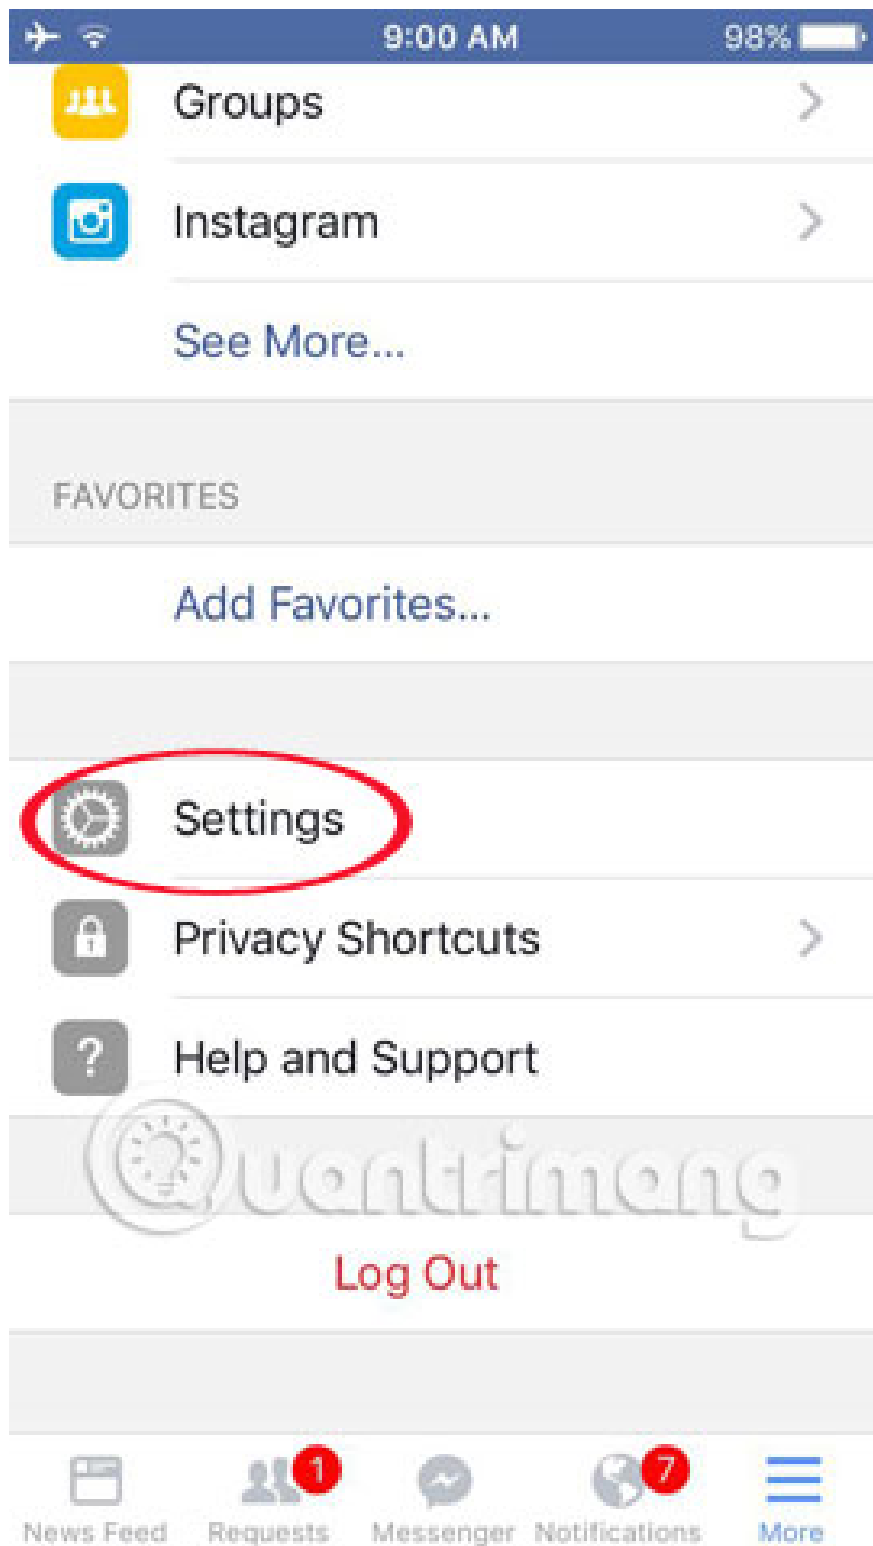 9:00 AM 98%
Groups
Instagram
See More...
FAVORITES
Add Favorites...
Settings
Privacy Shortcuts
? Help and Support
Quantrimang
Log Out
1 7
News Feed Requests Messenger Notifications More